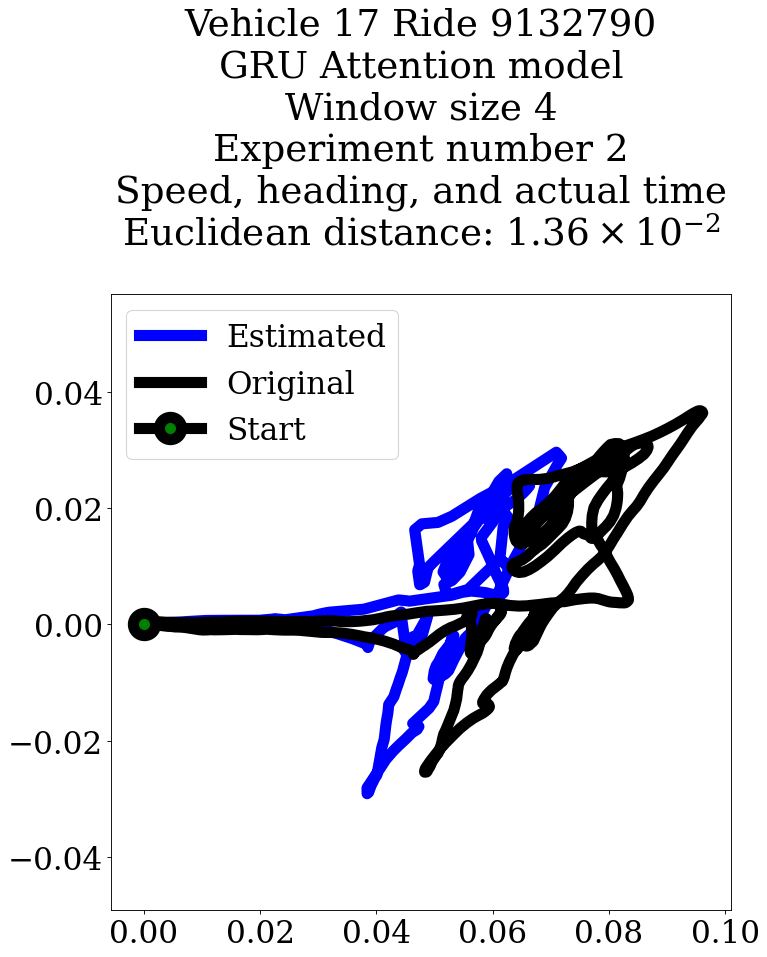 Vehicle 17 Ride 9132790
GRU Attention model
Window size 4
Experiment number 2
Speed, heading, and actual time
Euclidean distance: 1.36 × 10⁻²
Estimated
Original
Start
0.04
0.02
0.00
−0.02
−0.04
0.00 0.02 0.04 0.06 0.08 0.10